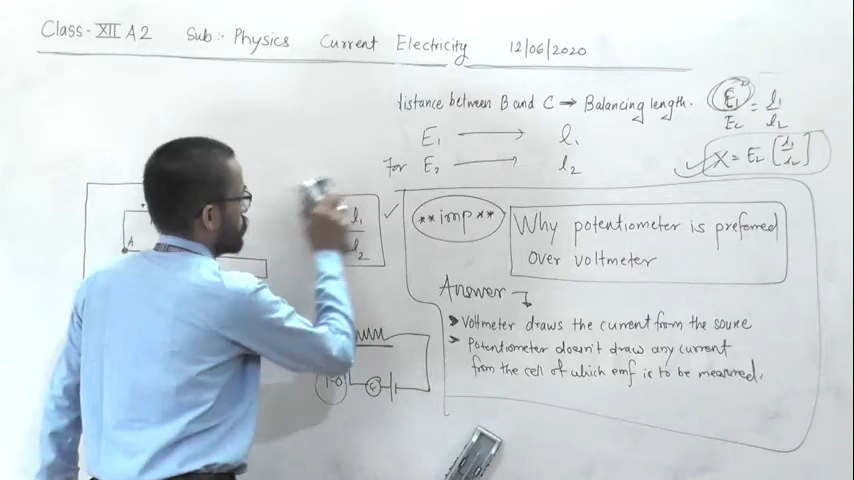 Class - XII A2 Sub :- Physics Current Electricity 12/06/2020
distance between B and C → Balancing length.
E₁ → l₁
For E₂ → l₂
E₁/E₂ = l₁/l₂
X = E₂ [l₁/l₂]
l₁
l₂
+
A
**imp**
Why potentiometer is preferred
over voltmeter
Answer
Voltmeter draws the current from the source
Potentiometer doesn't draw any current
from the cell of which emf is to be measured.
G